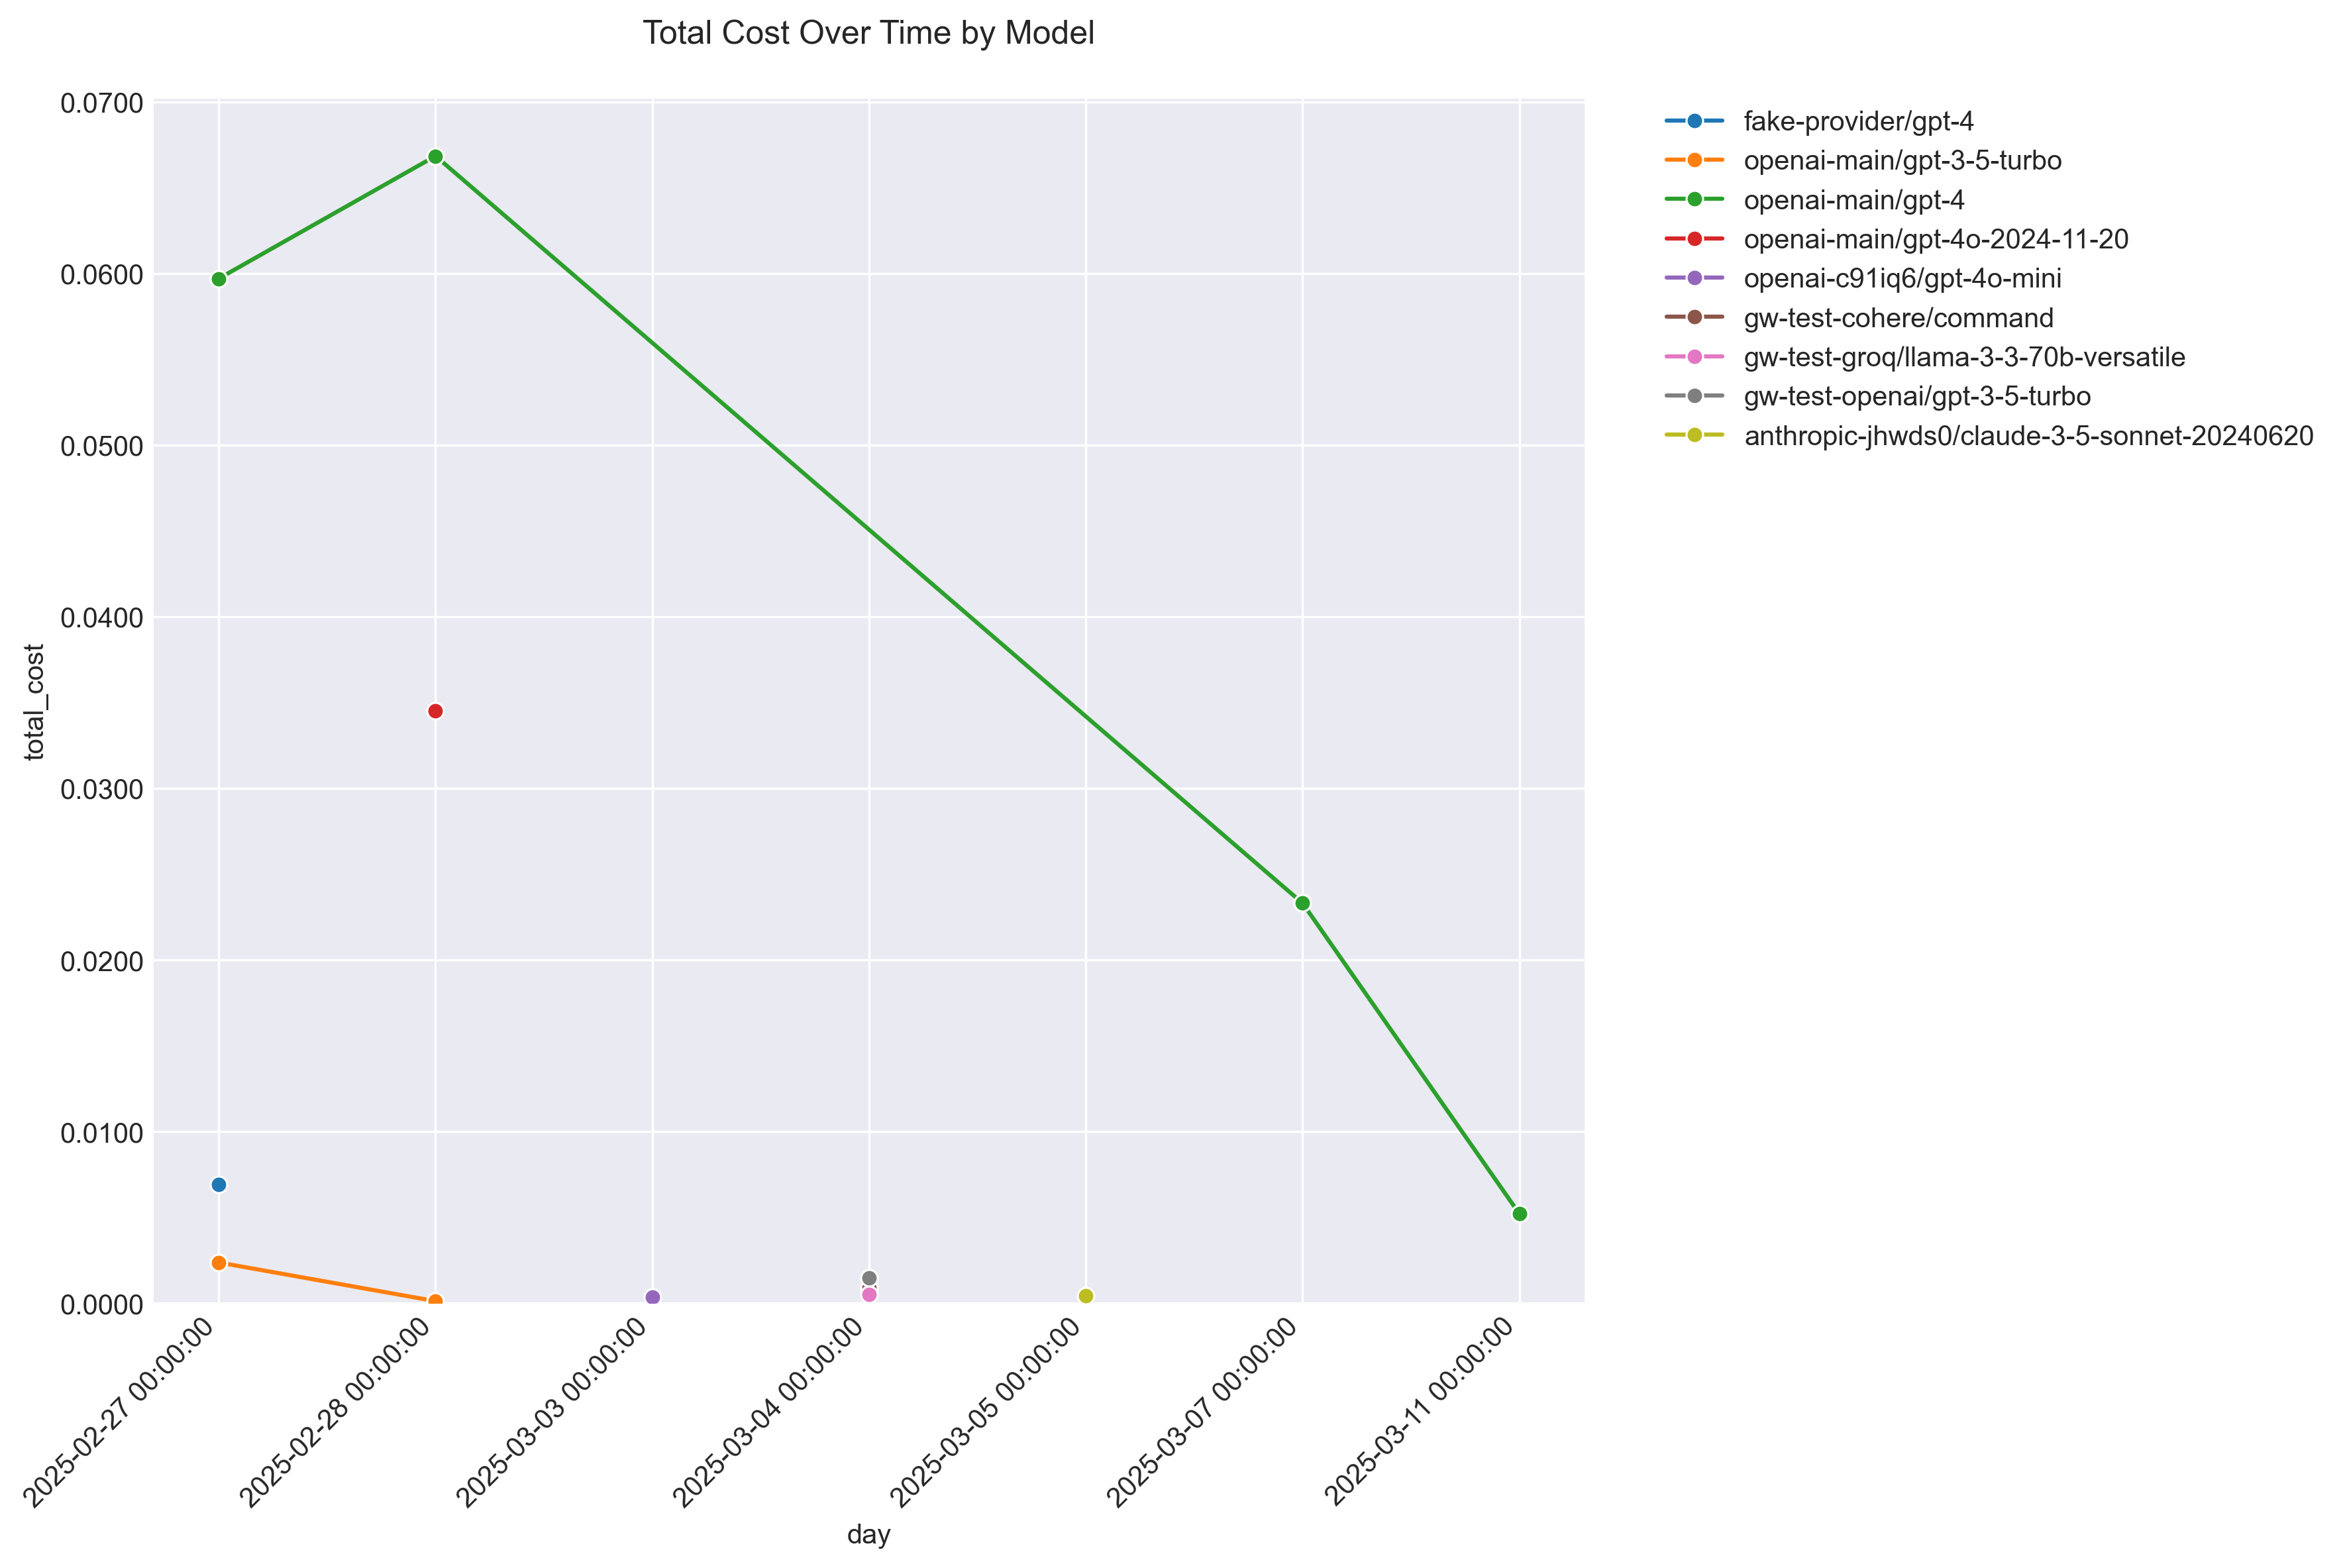 Total Cost Over Time by Model
0.0700
0.0600
0.0500
0.0400
0.0300
0.0200
0.0100
0.0000
total_cost
2025-02-27 00:00:00
2025-02-28 00:00:00
2025-03-03 00:00:00
2025-03-04 00:00:00
2025-03-05 00:00:00
2025-03-07 00:00:00
2025-03-11 00:00:00
day
fake-provider/gpt-4
openai-main/gpt-3-5-turbo
openai-main/gpt-4
openai-main/gpt-4o-2024-11-20
openai-c91iq6/gpt-4o-mini
gw-test-cohere/command
gw-test-groq/llama-3-3-70b-versatile
gw-test-openai/gpt-3-5-turbo
anthropic-jhwds0/claude-3-5-sonnet-20240620